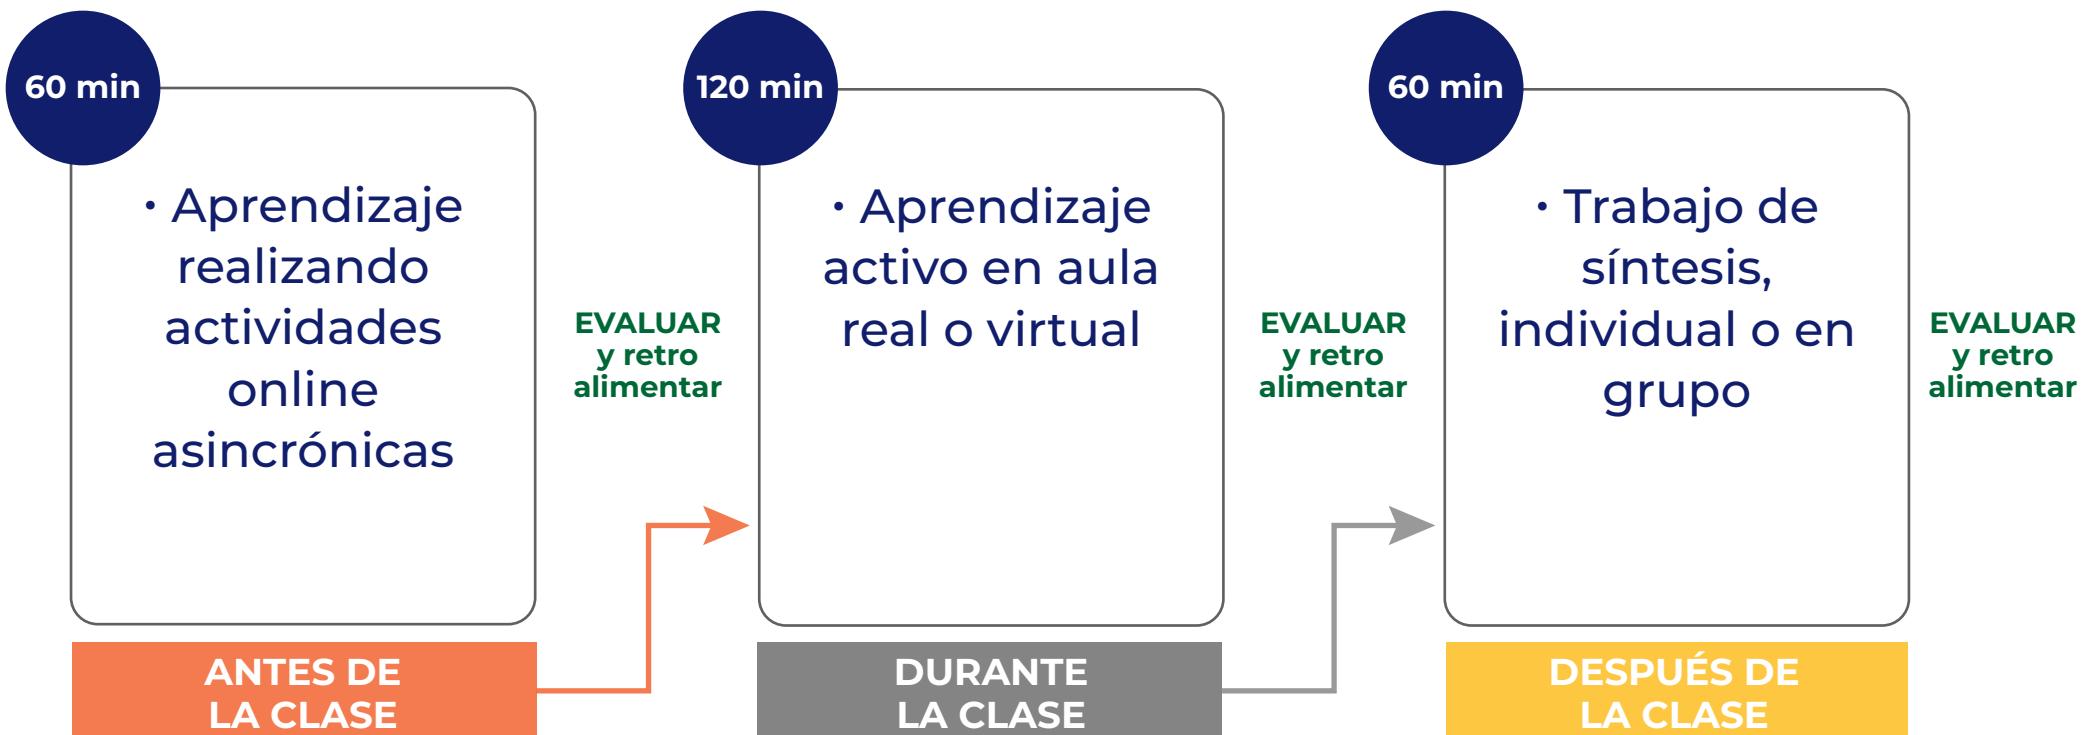 60 min
· Aprendizaje
realizando
actividades
online
asincrónicas
ANTES DE
LA CLASE
EVALUAR
y retro
alimentar
120 min
· Aprendizaje
activo en aula
real o virtual
DURANTE
LA CLASE
EVALUAR
y retro
alimentar
60 min
· Trabajo de
síntesis,
individual o en
grupo
DESPUÉS DE
LA CLASE
EVALUAR
y retro
alimentar